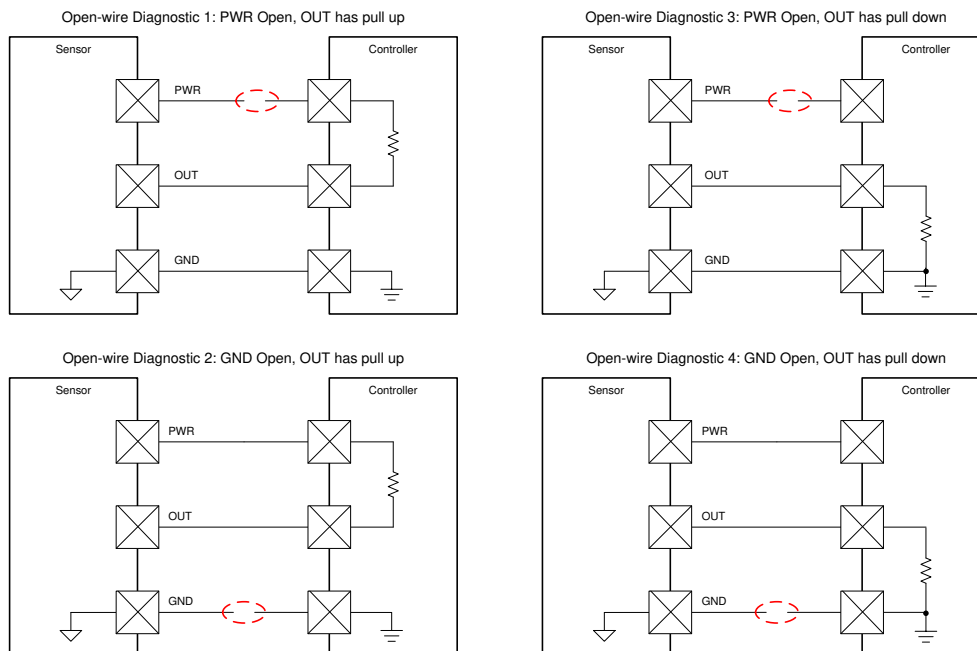 Open-wire Diagnostic 1: PWR Open, OUT has pull up
Sensor
Controller
PWR
OUT
GND
Open-wire Diagnostic 3: PWR Open, OUT has pull down
Sensor
Controller
PWR
OUT
GND
Open-wire Diagnostic 2: GND Open, OUT has pull up
Sensor
Controller
PWR
OUT
GND
Open-wire Diagnostic 4: GND Open, OUT has pull down
Sensor
Controller
PWR
OUT
GND